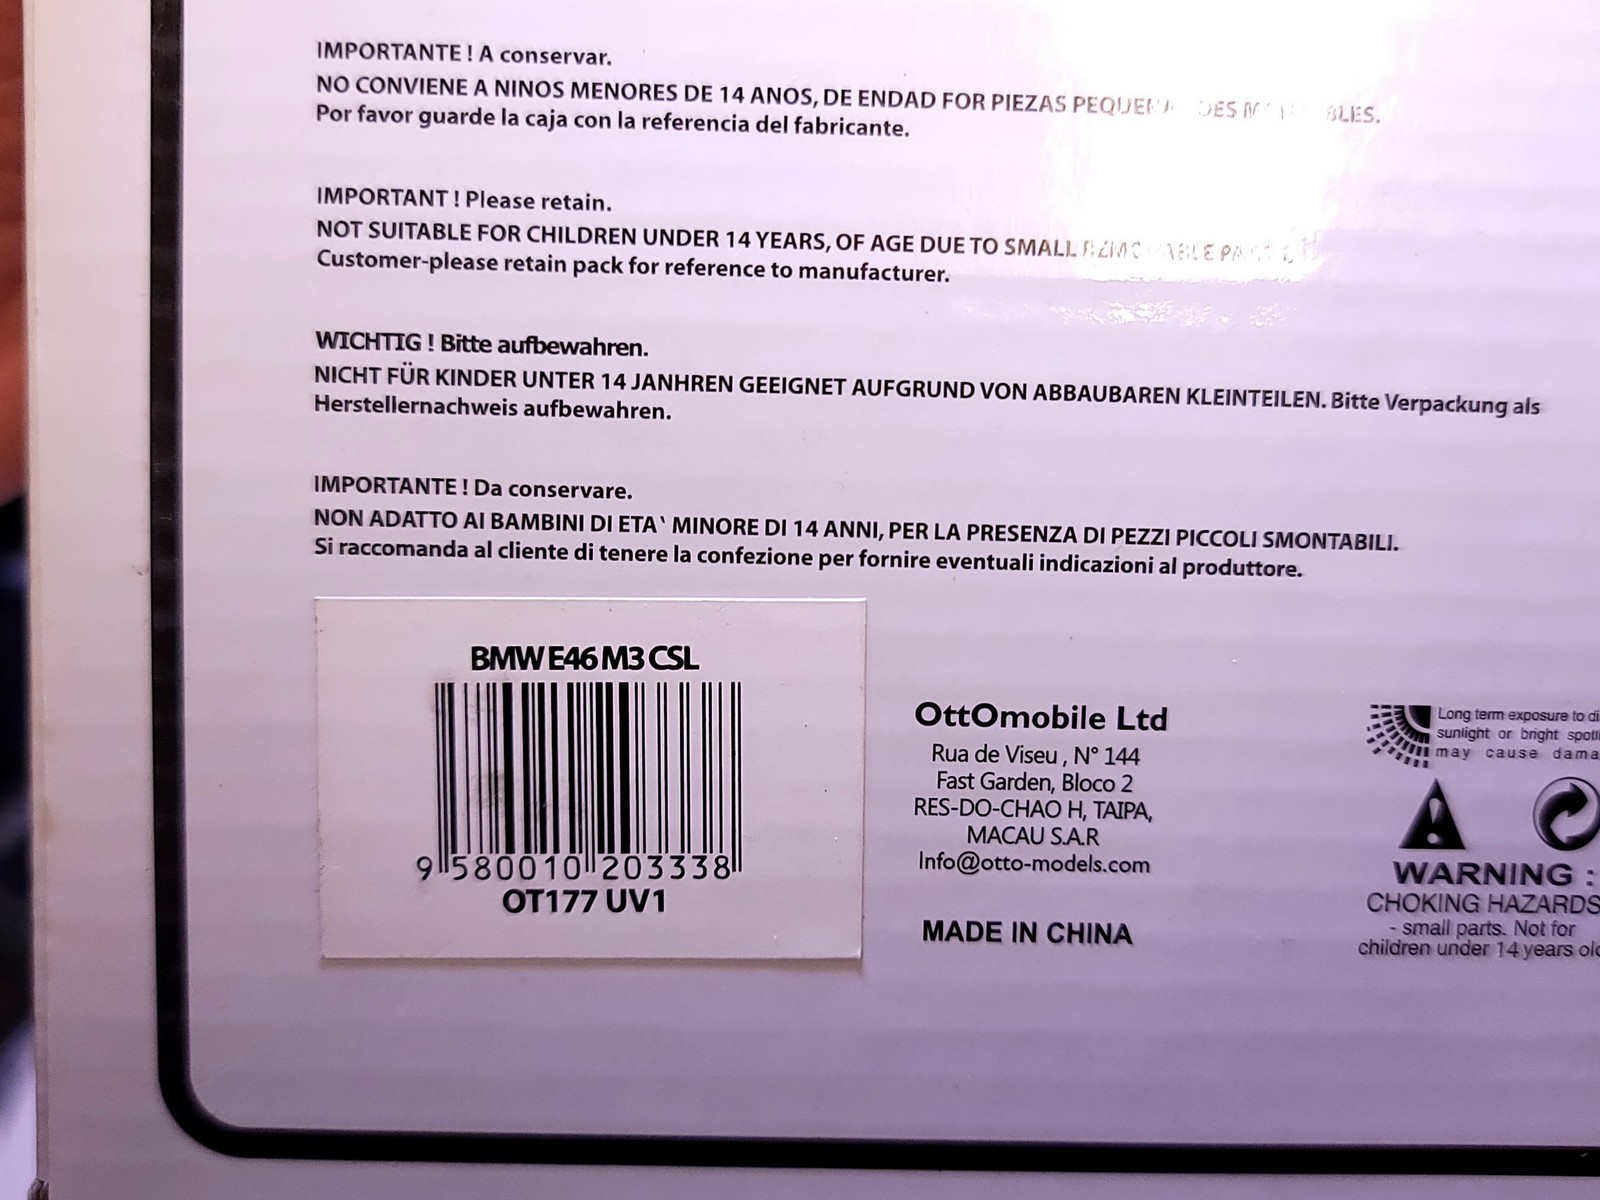 IMPORTANTE ! A conservar.
NO CONVIENE A NINOS MENORES DE 14 ANOS, DE ENDAD FOR PIEZAS
Por favor guarde la caja con la referencia del fabricante.
IMPORTANT ! Please retain.
NOT SUITABLE FOR CHILDREN UNDER 14 YEARS, OF AGE DUE TO SMALL
Customer-please retain pack for reference to manufacturer.
WICHTIG ! Bitte aufbewahren.
NICHT FÜR KINDER UNTER 14 JANHREN GEEIGNET AUFGRUND VON ABBAUBAREN KLEINTEILEN. Bitte Verpackung als
Herstellernachweis aufbewahren.
IMPORTANTE ! Da conservare.
NON ADATTO AI BAMBINI DI ETA‵ MINORE DI 14 ANNI, PER LA PRESENZA DI PEZZI PICCOLI SMONTABILI.
Si raccomanda al cliente di tenere la confezione per fornire eventuali indicazioni al produttore.
BMW E46 M3 CSL
9 580010 203338
OT177 UV1
OttOmobile Ltd
Rua de Viseu , N° 144
Fast Garden, Bloco 2
RES-DO-CHAO H, TAIPA,
MACAU S.A.R
Info@otto-models.com
MADE IN CHINA
Long term exposure to
sunlight or bright
may cause
WARNING :
CHOKING HAZARDS
- small parts. Not for
children under 14 years